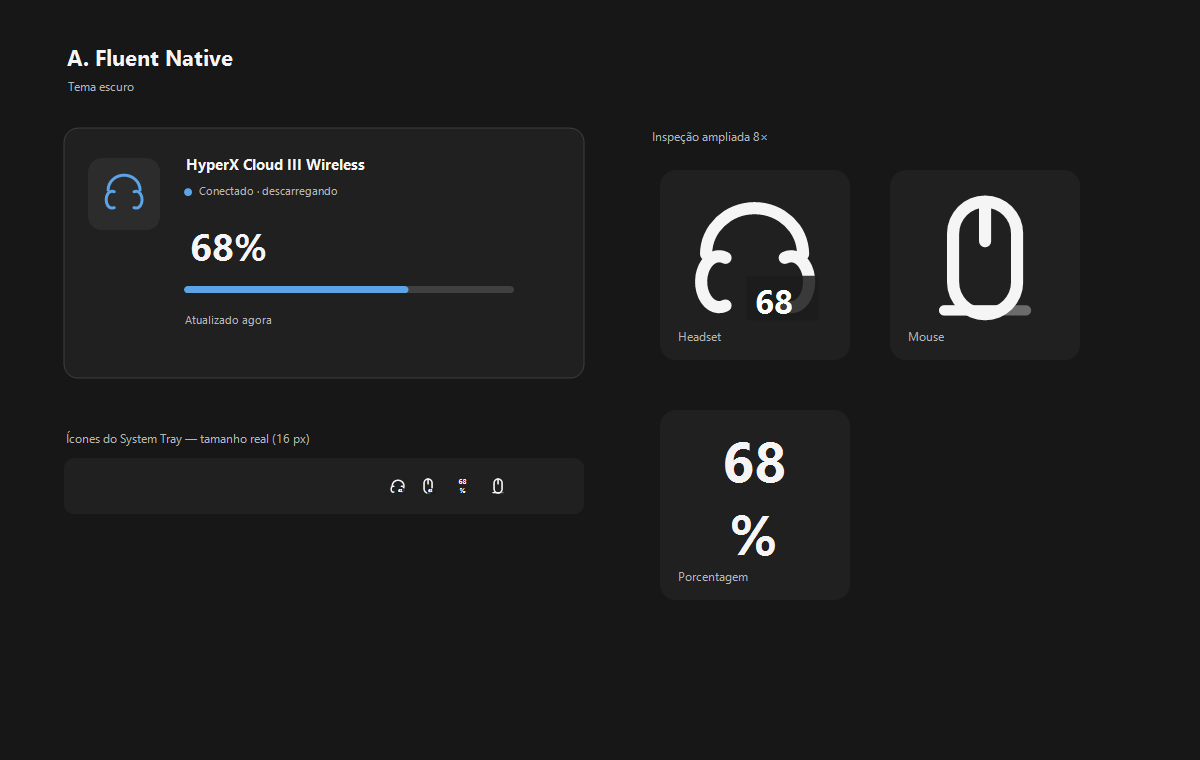 A. Fluent Native
Tema escuro
HyperX Cloud III Wireless
Conectado · descarregando
68%
Atualizado agora
Ícones do System Tray — tamanho real (16 px)
68
%
Inspeção ampliada 8×
68
Headset
Mouse
68
%
Porcentagem